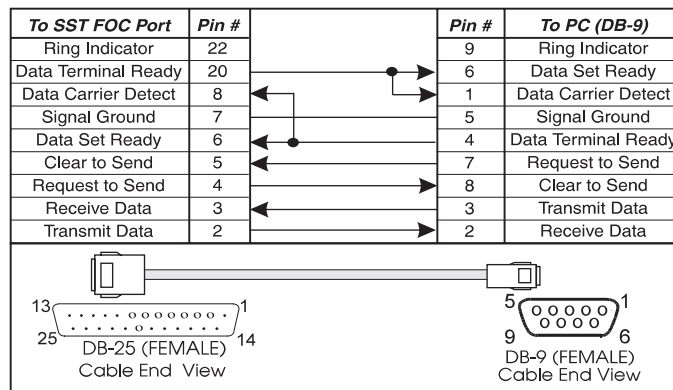 To SST FOC Port Pin # Pin # To PC (DB-9)
Ring Indicator 22 9 Ring Indicator
Data Terminal Ready 20 6 Data Set Ready
Data Carrier Detect 8 1 Data Carrier Detect
Signal Ground 7 5 Signal Ground
Data Set Ready 6 4 Data Terminal Ready
Clear to Send 5 7 Request to Send
Request to Send 4 8 Clear to Send
Receive Data 3 3 Transmit Data
Transmit Data 2 2 Receive Data
13 1 5 1
25 14 9 6
DB-25 (FEMALE) DB-9 (FEMALE)
Cable End View Cable End View